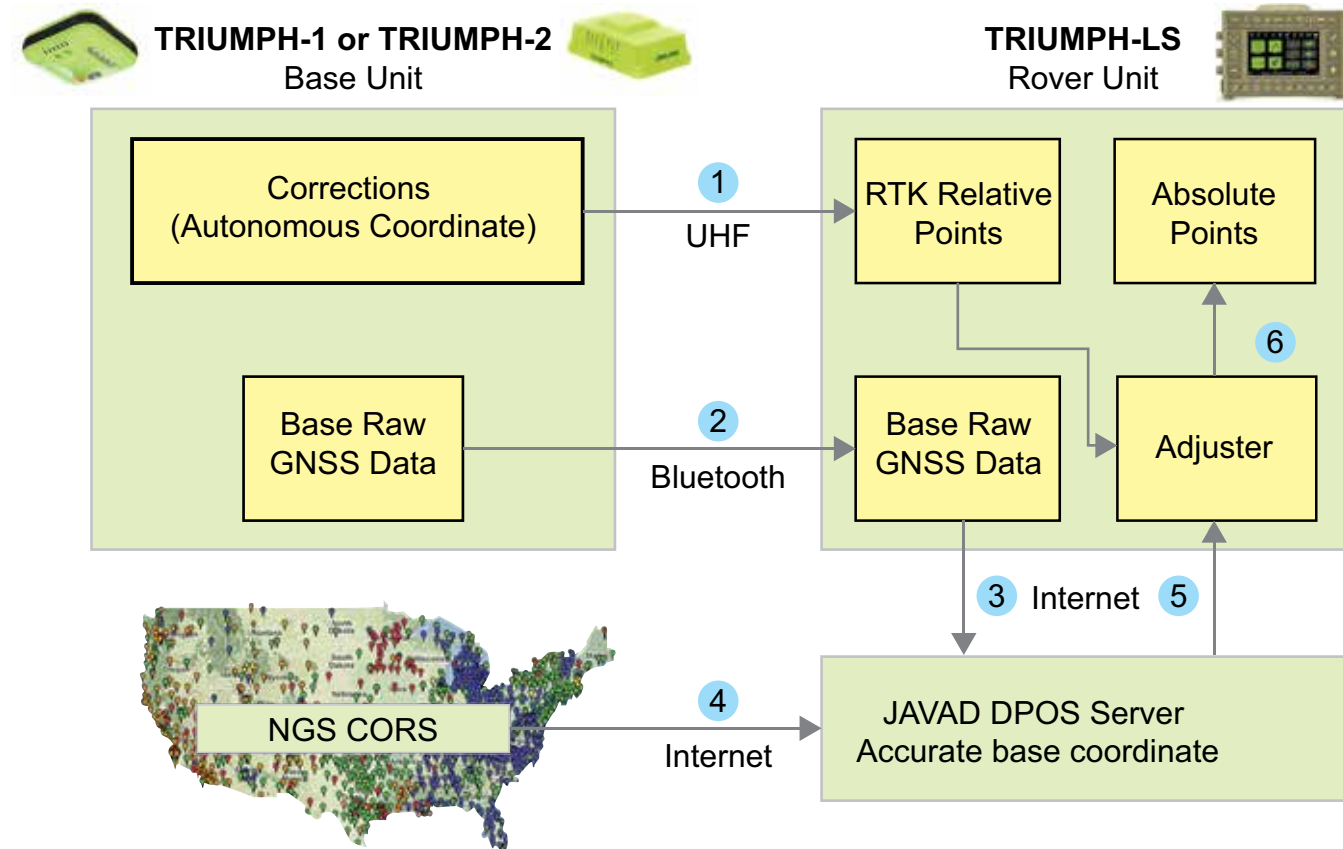 TRIUMPH-1 or TRIUMPH-2
Base Unit
TRIUMPH-LS
Rover Unit
Corrections
(Autonomous Coordinate)
1
UHF
RTK Relative
Points
Absolute
Points
6
Base Raw
GNSS Data
2
Bluetooth
Base Raw
GNSS Data
Adjuster
3 Internet 5
NGS CORS
4
Internet
JAVAD DPOS Server
Accurate base coordinate